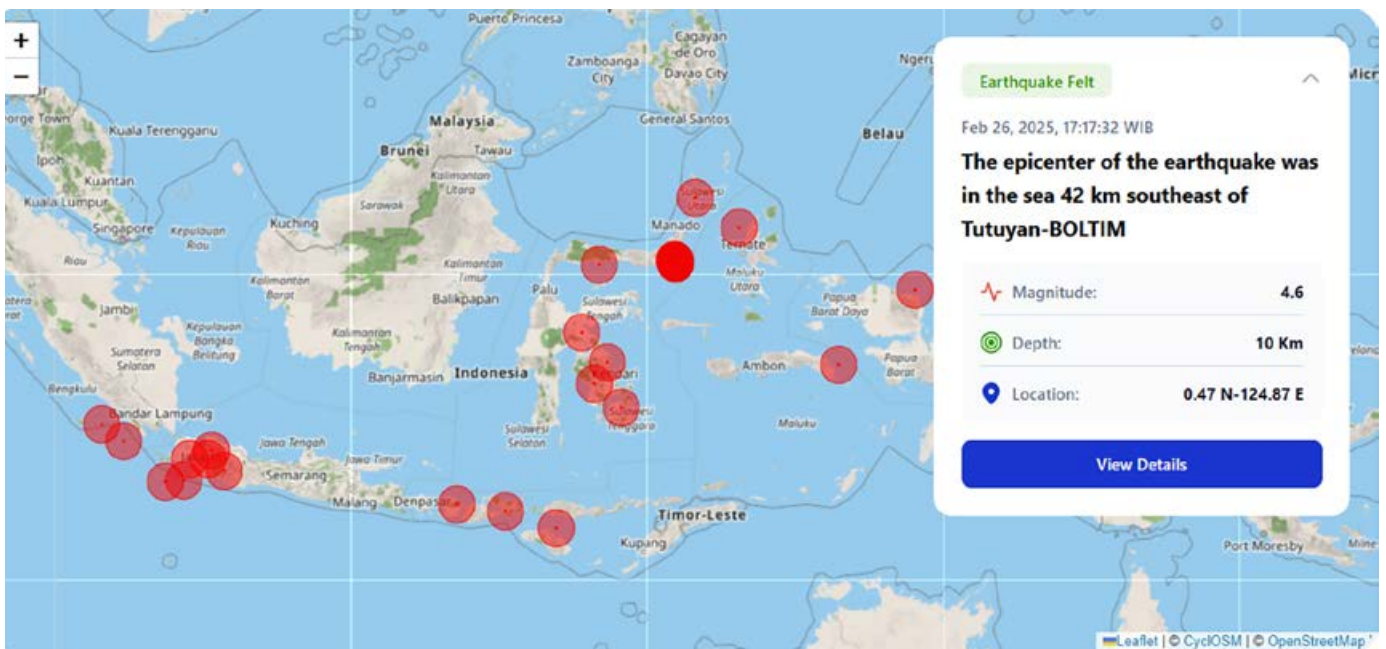 Puerto Princesa
+
−
Cagayan
de Oro
Zamboanga
City
Davao City
General Santos
Kuala Terengganu
Ipoh
Kuantan
Kuala Lumpur
Malaysia
Brunei
Tawau
Belau
Kalimantan
Utara
Sarawak
Kuching
Singapore
Kepulauan
Riau
Riau
Manado
Ternate
Maluku
Utara
Kalimantan
Barat
Kalimantan
Timur
Palu
Sulawesi
Tengah
Papua
Barat Daya
Jambi
Balikpapan
Kepulauan
Bangka
Belitung
Kalimantan
Tengah
Sumatera
Selatan
Banjarmasin
Indonesia
Ambon
Papua
Barat
Bengkulu
Bandar Lampung
Sulawesi
Selatan
Sulawesi
Tenggara
Maluku
Jawa Tengah
Jawa Timur
Semarang
Malang
Denpasar
Timor-Leste
Kupang
Port Moresby
Earthquake Felt
Feb 26, 2025, 17:17:32 WIB
The epicenter of the earthquake was
in the sea 42 km southeast of
Tutuyan-BOLTIM
Magnitude: 4.6
Depth: 10 Km
Location: 0.47 N-124.87 E
View Details
Leaflet | © CyclOSM | © OpenStreetMap